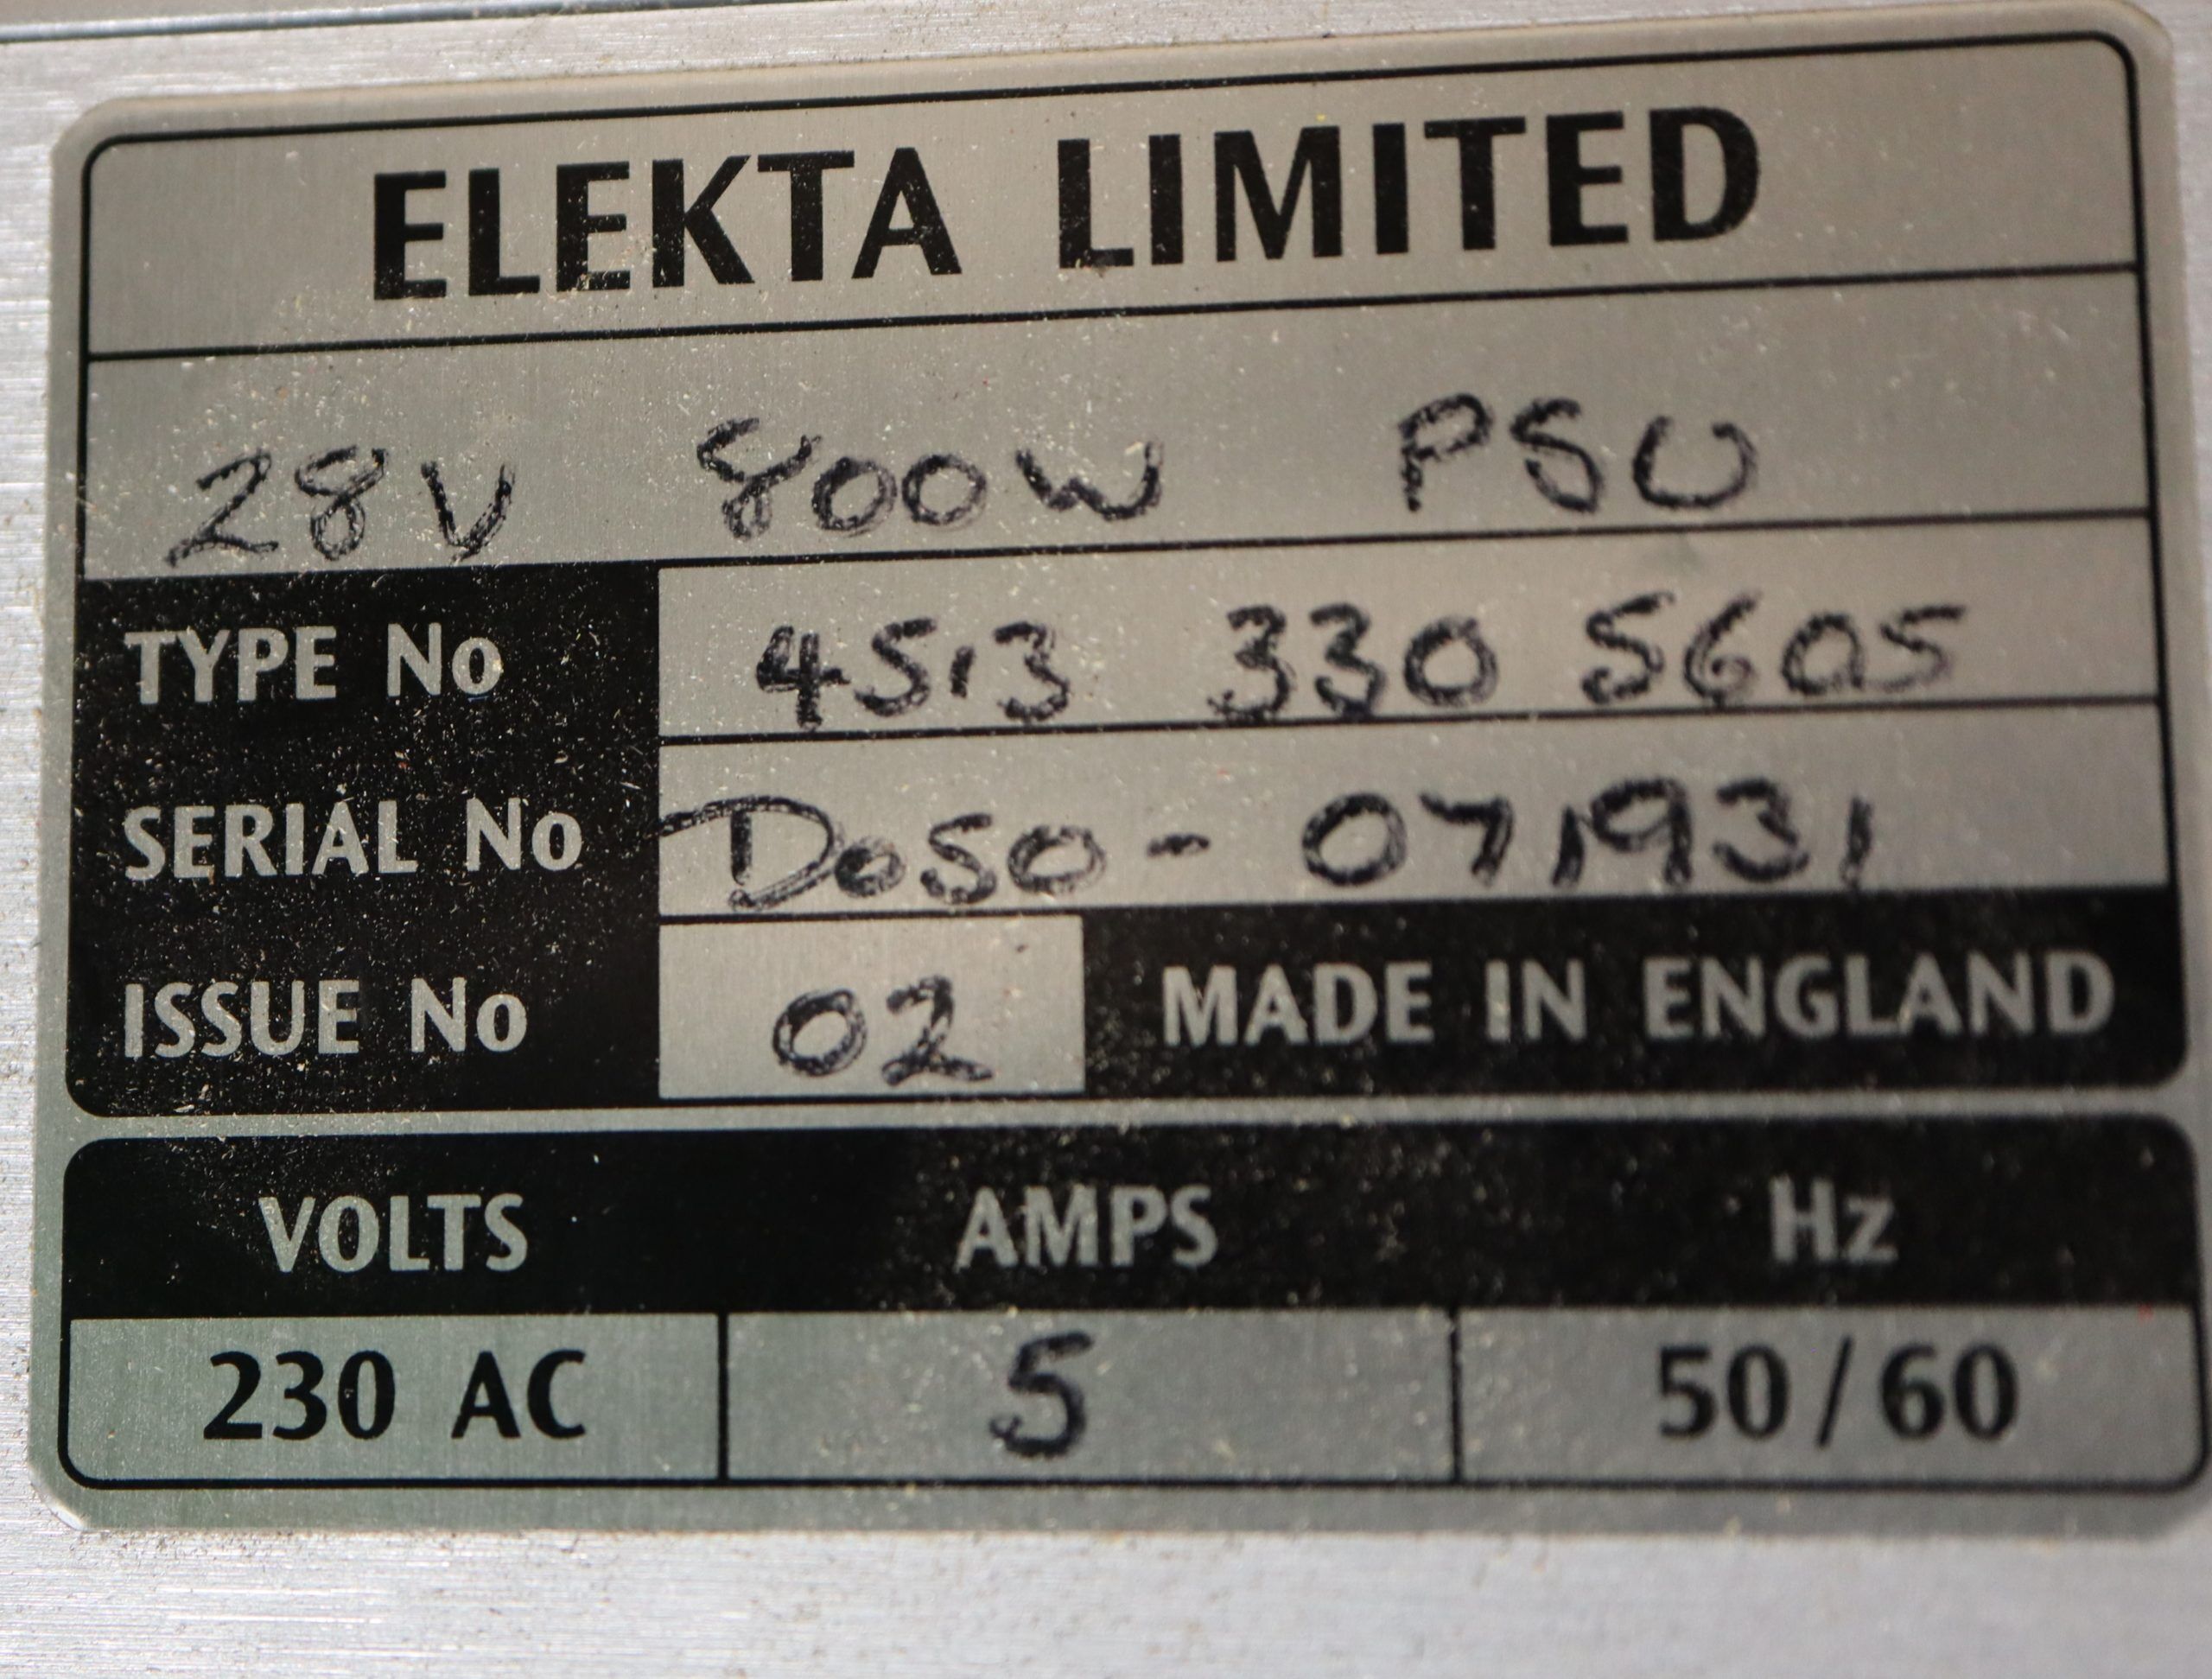 ELEKTA LIMITED
28V 800W PSU
TYPE No 4513 330 5605
SERIAL No D050-071931
ISSUE No 02 MADE IN ENGLAND
VOLTS AMPS Hz
230 AC 5 50/60